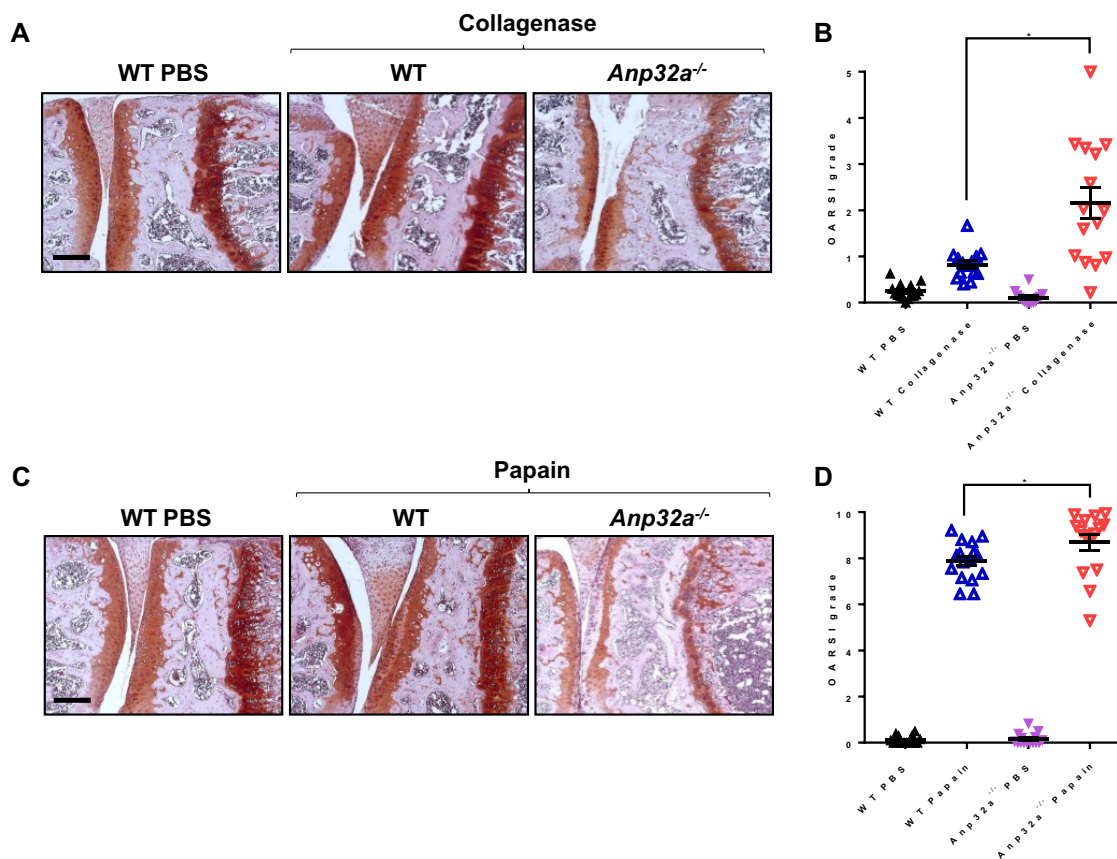 A
Collagenase
WT PBS
WT
Anp32a-/-
B
*
OARSI grade
5
4
3
2
1
0
WT PBS
WT Collagenase
Anp32a-/- PBS
Anp32a-/- Collagenase
C
Papain
WT PBS
WT
Anp32a-/-
D
*
OARSI grade
10
8
6
4
2
0
WT PBS
WT Papain
Anp32a-/- PBS
Anp32a-/- Papain